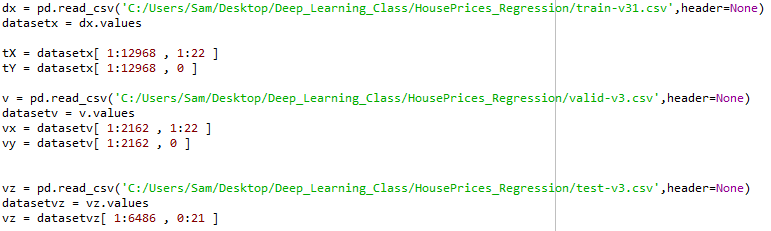 dx = pd.read_csv('C:/Users/Sam/Desktop/Deep_Learning_Class/HousePrices_Regression/train-v31.csv',header=None)
datasetx = dx.values
tX = datasetx[ 1:12968 , 1:22 ]
tY = datasetx[ 1:12968 , 0 ]
v = pd.read_csv('C:/Users/Sam/Desktop/Deep_Learning_Class/HousePrices_Regression/valid-v3.csv',header=None)
datasetv = v.values
vx = datasetv[ 1:2162 , 1:22 ]
vy = datasetv[ 1:2162 , 0 ]
vz = pd.read_csv('C:/Users/Sam/Desktop/Deep_Learning_Class/HousePrices_Regression/test-v3.csv',header=None)
datasetvz = vz.values
vz = datasetvz[ 1:6486 , 0:21 ]